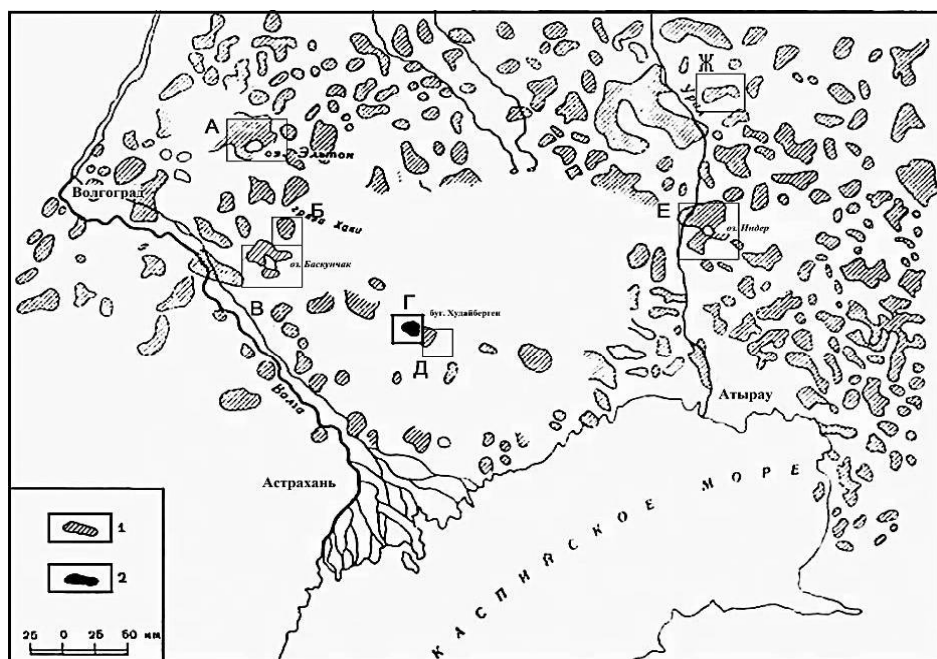 Ж
А
оз. Эльтон
Волгоград
Б
гряда Хаки
Е
оз. Индер
оз. Баскунчак
В
Г
буг. Худайберген
Д
Волга
Атырау
Астрахань
КАСПИЙСКОЕ МОРЕ
1
2
25 0 25 50 км